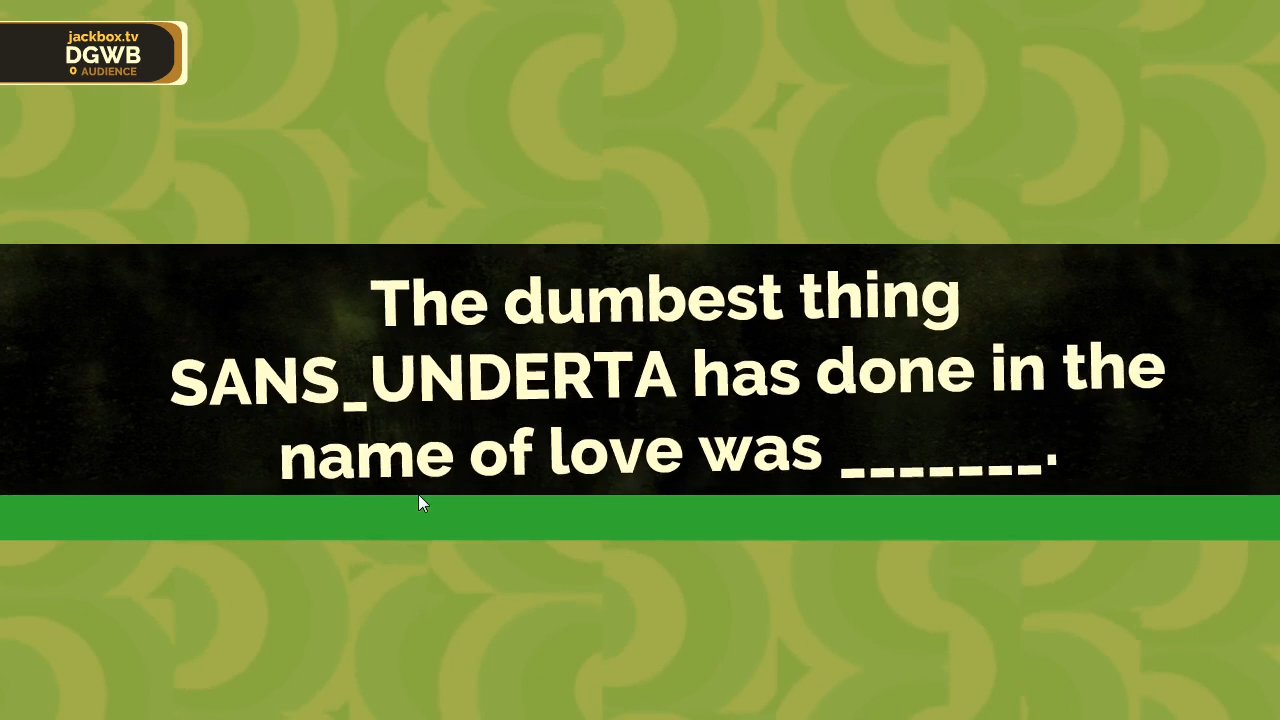 jackbox.tv
DGWB
0 AUDIENCE
The dumbest thing
SANS_UNDERTA has done in the
name of love was _______.